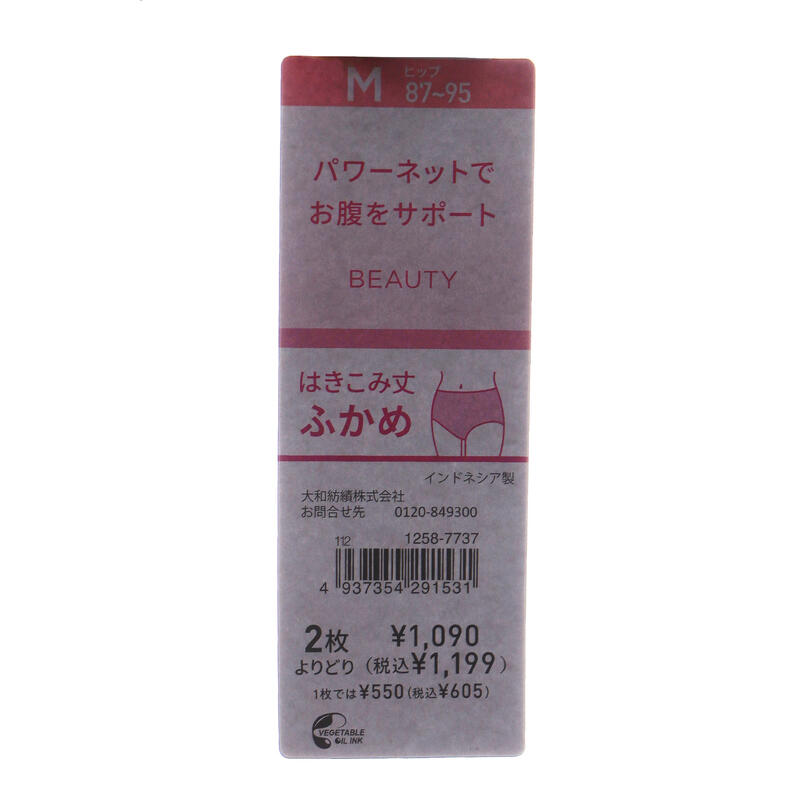 M ヒップ 87~95
パワーネットで
お腹をサポート
BEAUTY
はきこみ丈
ふかめ
インドネシア製
大和紡績株式会社
お問合せ先 0120-849300
112 1258-7737
4 937354 291531
2枚 ¥1,090
よりどり (税込¥1,199)
1枚では¥550(税込¥605)
VEGETABLE
OIL INK